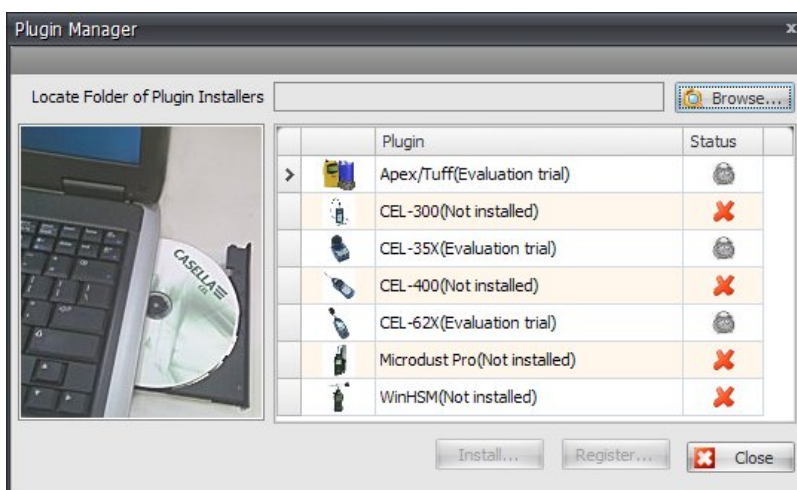 Plugin Manager
Locate Folder of Plugin Installers
Browse...
Plugin Status
Apex/Tuff(Evaluation trial)
CEL-300(Not installed)
CEL-35X(Evaluation trial)
CEL-400(Not installed)
CEL-62X(Evaluation trial)
Microdust Pro(Not installed)
WinHSM(Not installed)
CASELLA
CEL
Install... Register... Close